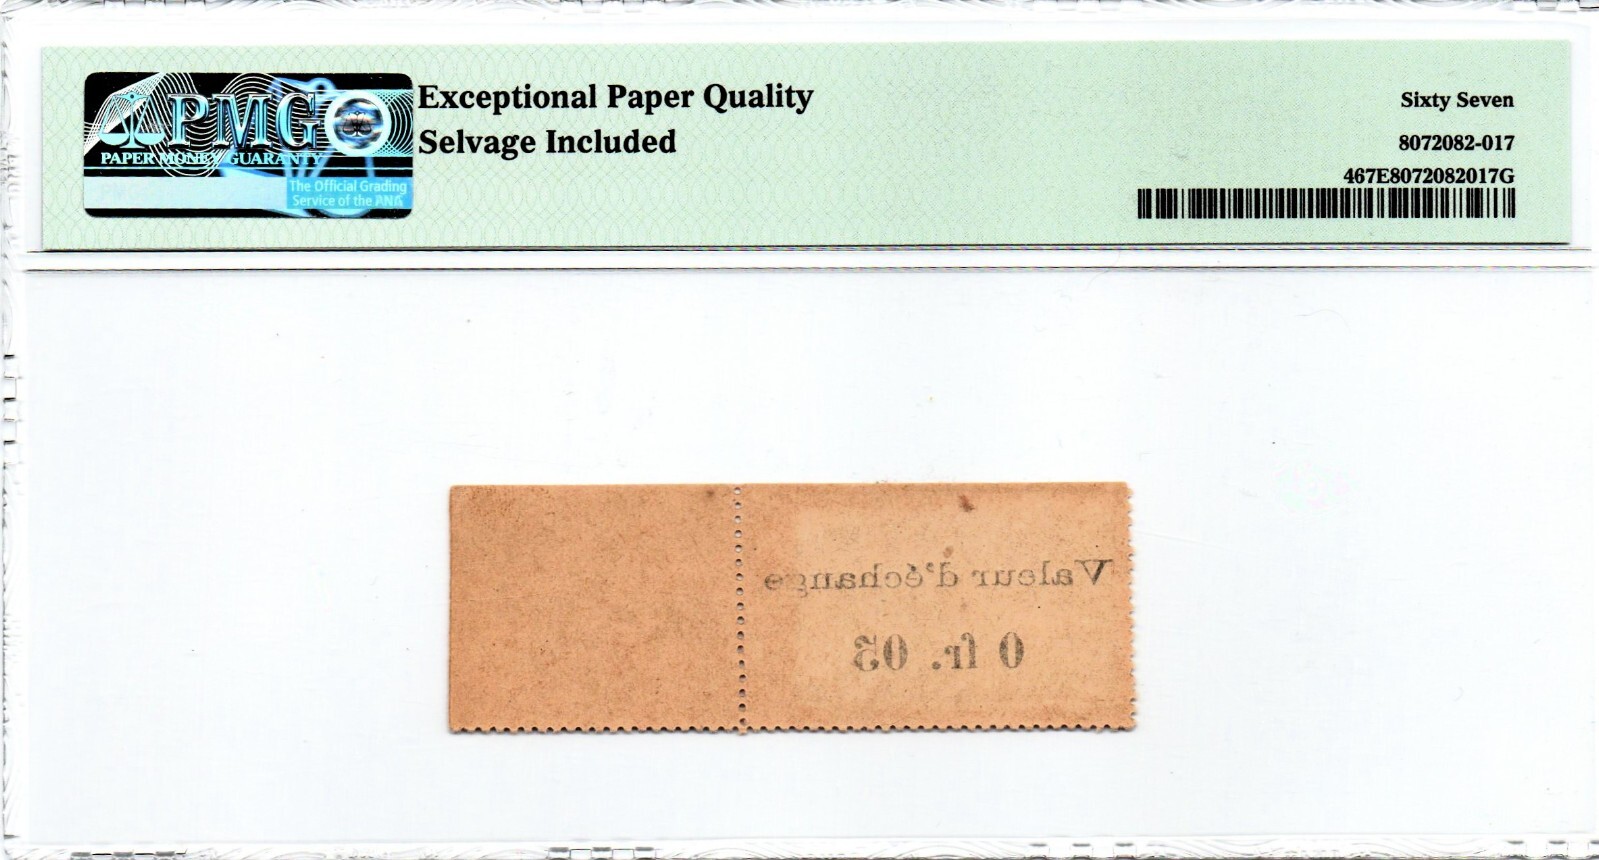 PMG
PAPER MONEY GUARANTY
The Official Grading
Service of the ANA
Exceptional Paper Quality
Selvage Included
Sixty Seven
8072082-017
467E8072082017G
Valeur d'échange
0 fr. 05